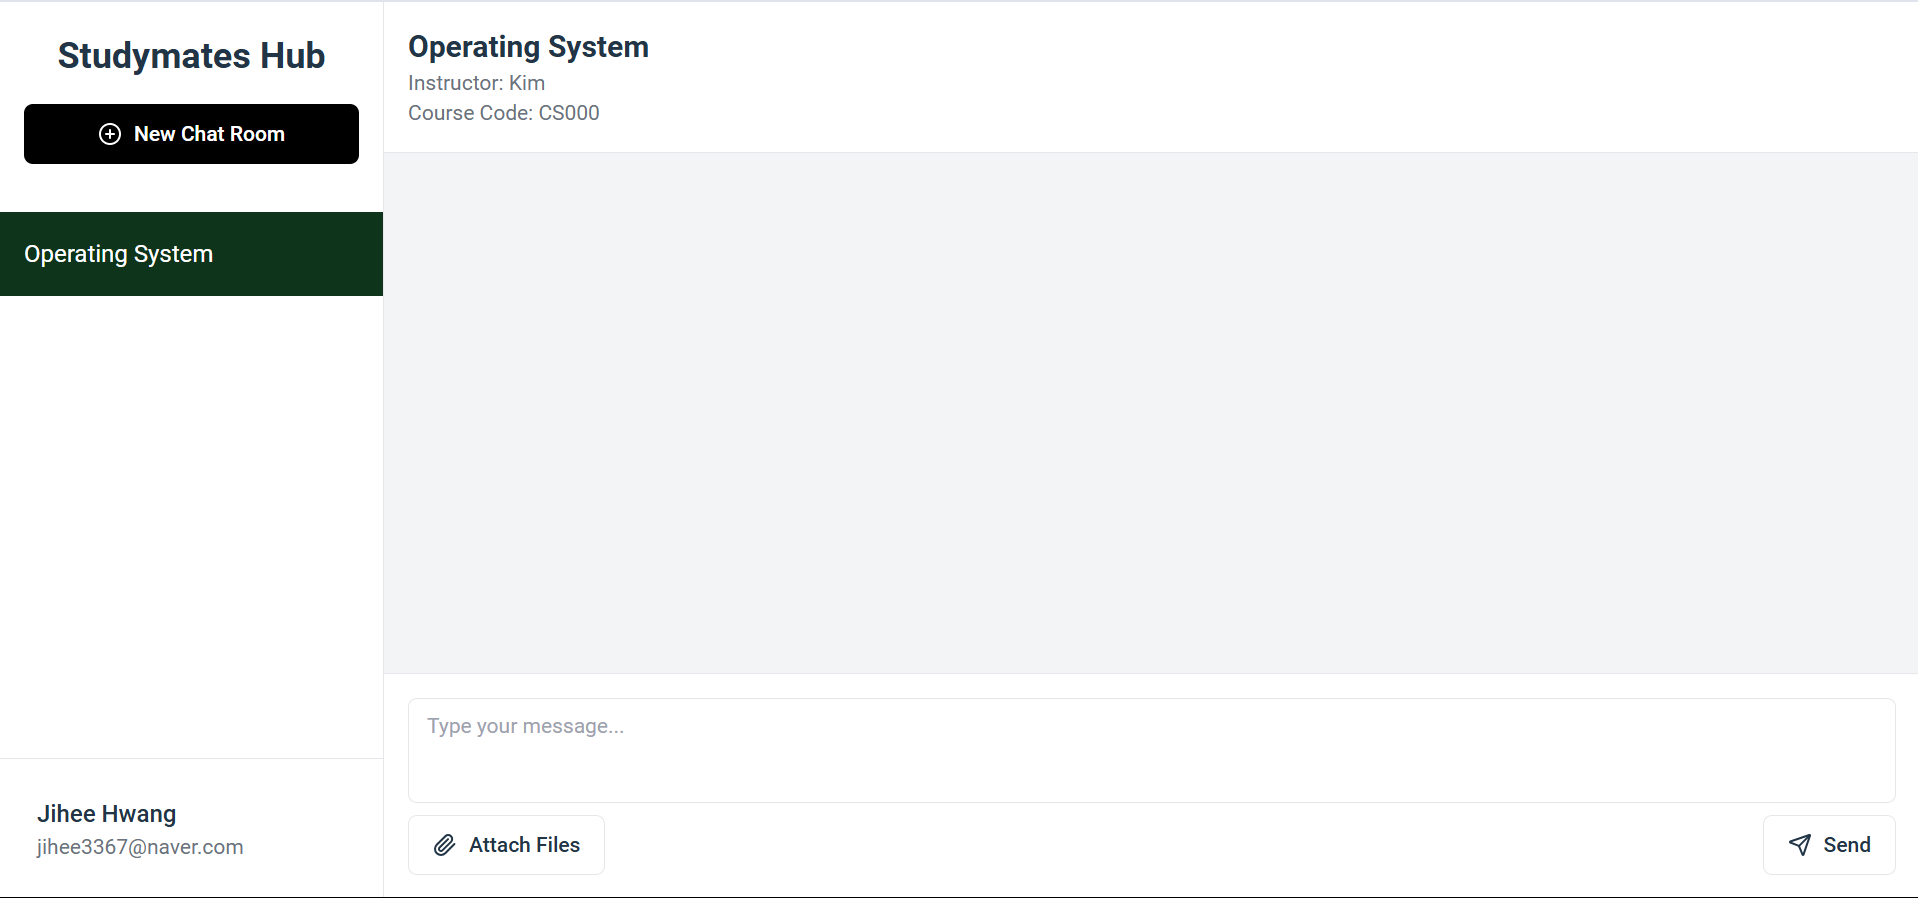 Studymates Hub
New Chat Room
Operating System
Jihee Hwang
jihee3367@naver.com
Operating System
Instructor: Kim
Course Code: CS000
Type your message...
Attach Files
Send